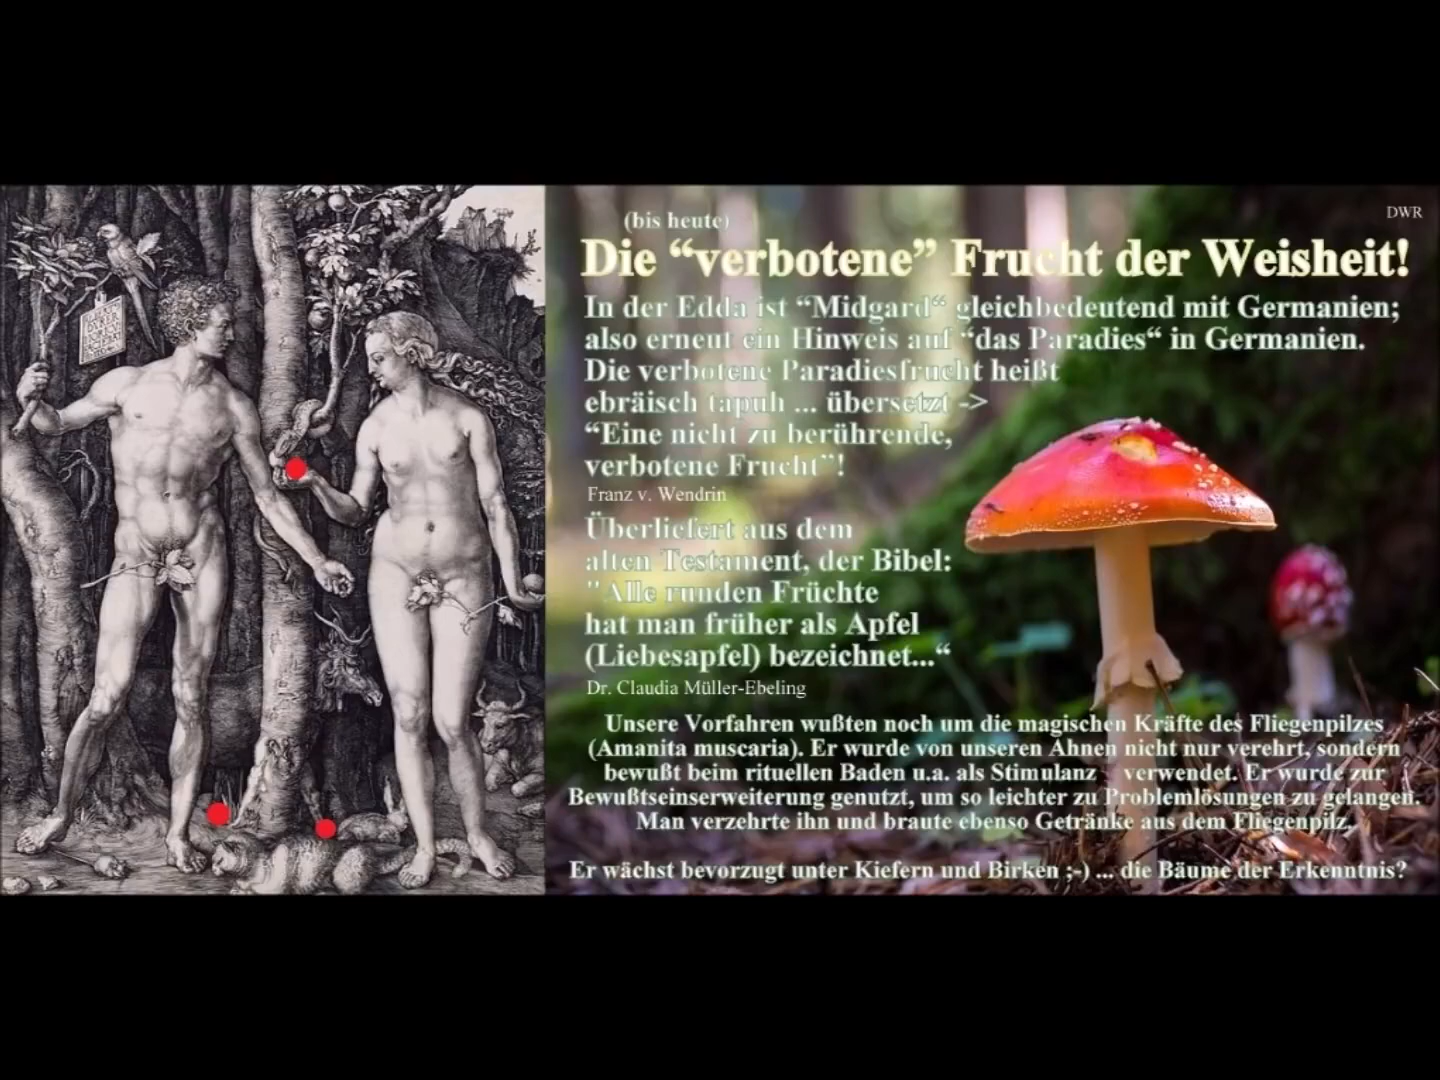 (bis heute)
DWR
Die “verbotene” Frucht der Weisheit!
In der Edda ist “Midgard“ gleichbedeutend mit Germanien;
also erneut ein Hinweis auf “das Paradies“ in Germanien.
Die verbotene Paradiesfrucht heißt
ebräisch tapuh ... übersetzt ->
“Eine nicht zu berührende,
verbotene Frucht”!
Franz v. Wendrin
Überliefert aus dem
alten Testament, der Bibel:
"Alle runden Früchte
hat man früher als Apfel
(Liebesapfel) bezeichnet...“
Dr. Claudia Müller-Ebeling
Unsere Vorfahren wußten noch um die magischen Kräfte des Fliegenpilzes
(Amanita muscaria). Er wurde von unseren Ahnen nicht nur verehrt, sondern
bewußt beim rituellen Baden u.a. als Stimulanz verwendet. Er wurde zur
Bewußtseinserweiterung genutzt, um so leichter zu Problemlösungen zu gelangen.
Man verzehrte ihn und braute ebenso Getränke aus dem Fliegenpilz.
Er wächst bevorzugt unter Kiefern und Birken ;-) ... die Bäume der Erkenntnis?